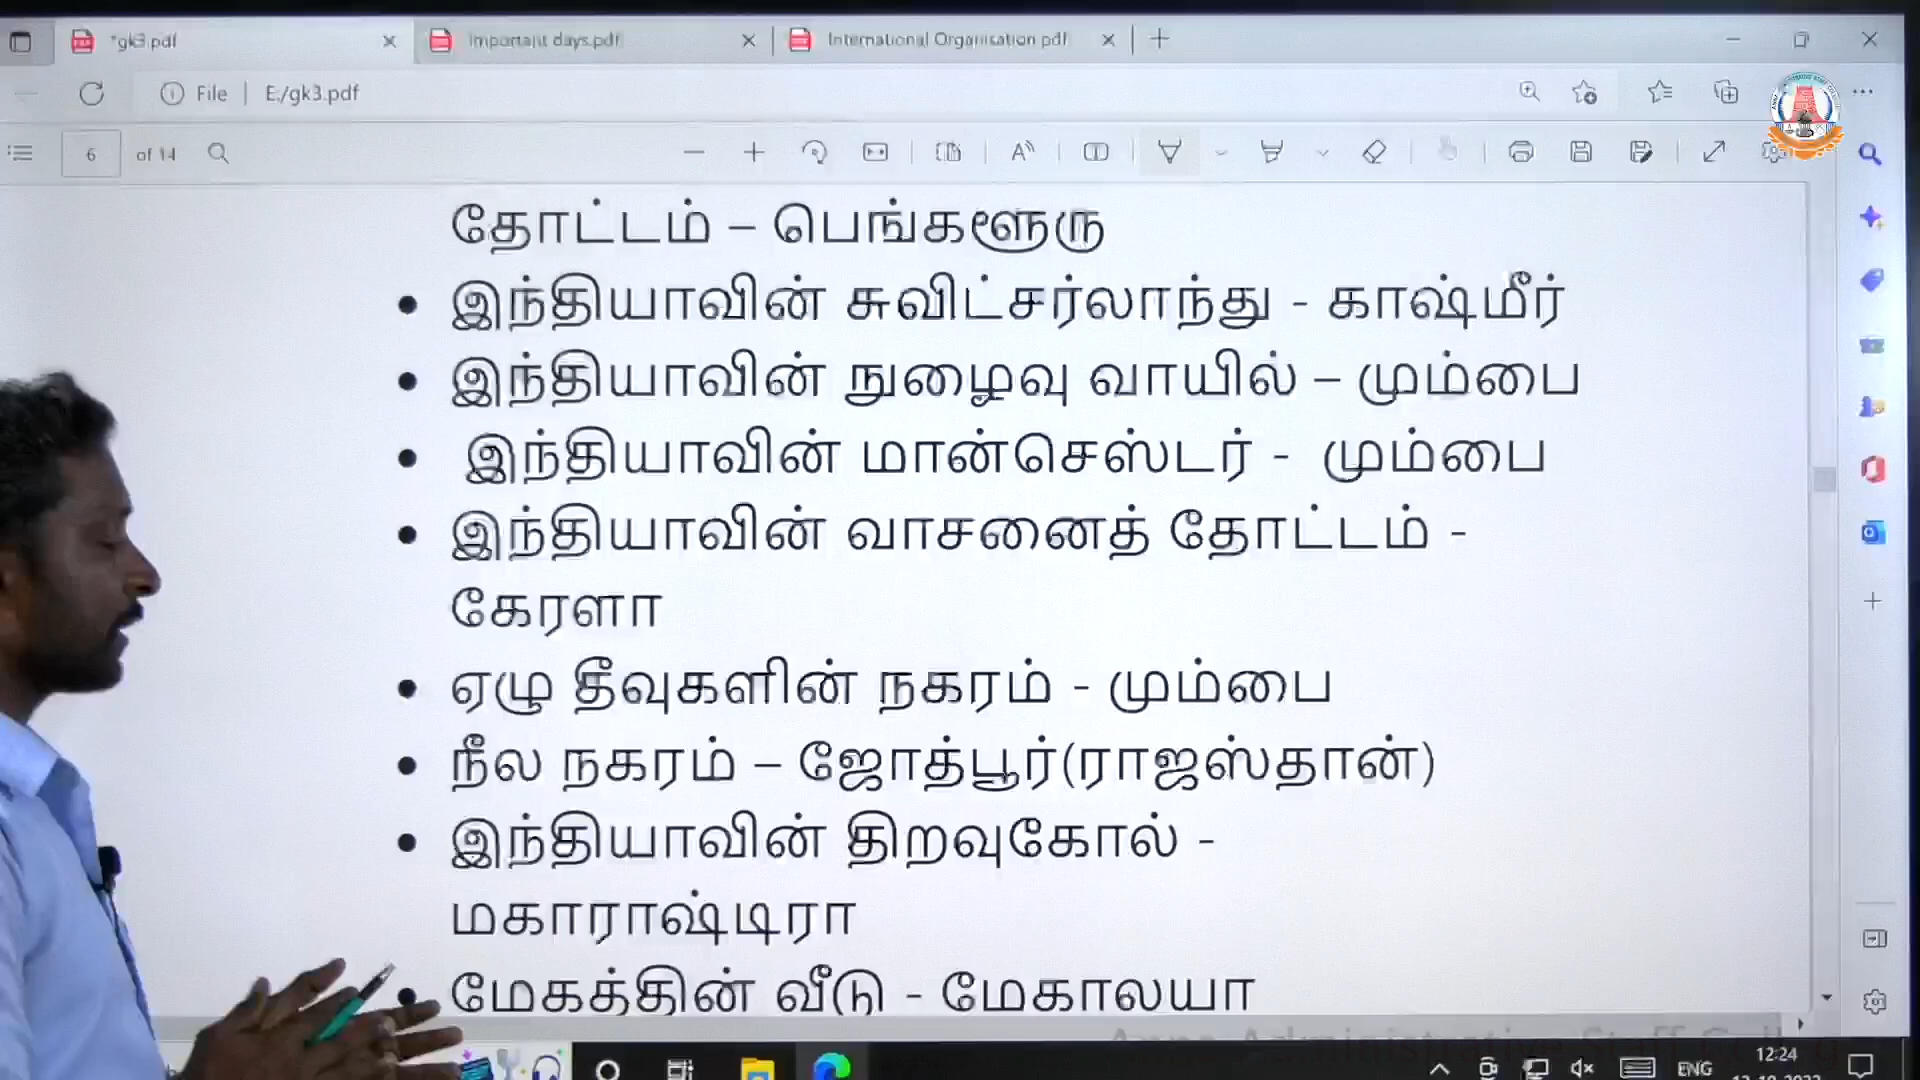 *gk3.pdf
Important days.pdf
International Organisation.pdf
File
E:/gk3.pdf
6 of 14
தோட்டம் – பெங்களூரு
• இந்தியாவின் சுவிட்சர்லாந்து - காஷ்மீர்
• இந்தியாவின் நுழைவு வாயில் – மும்பை
• இந்தியாவின் மான்செஸ்டர் - மும்பை
• இந்தியாவின் வாசனைத் தோட்டம் -
கேரளா
• ஏழு தீவுகளின் நகரம் - மும்பை
• நீல நகரம் – ஜோத்பூர்(ராஜஸ்தான்)
• இந்தியாவின் திறவுகோல் -
மகாராஷ்டிரா
• மேகத்தின் வீடு - மேகாலயா
ENG
12:24